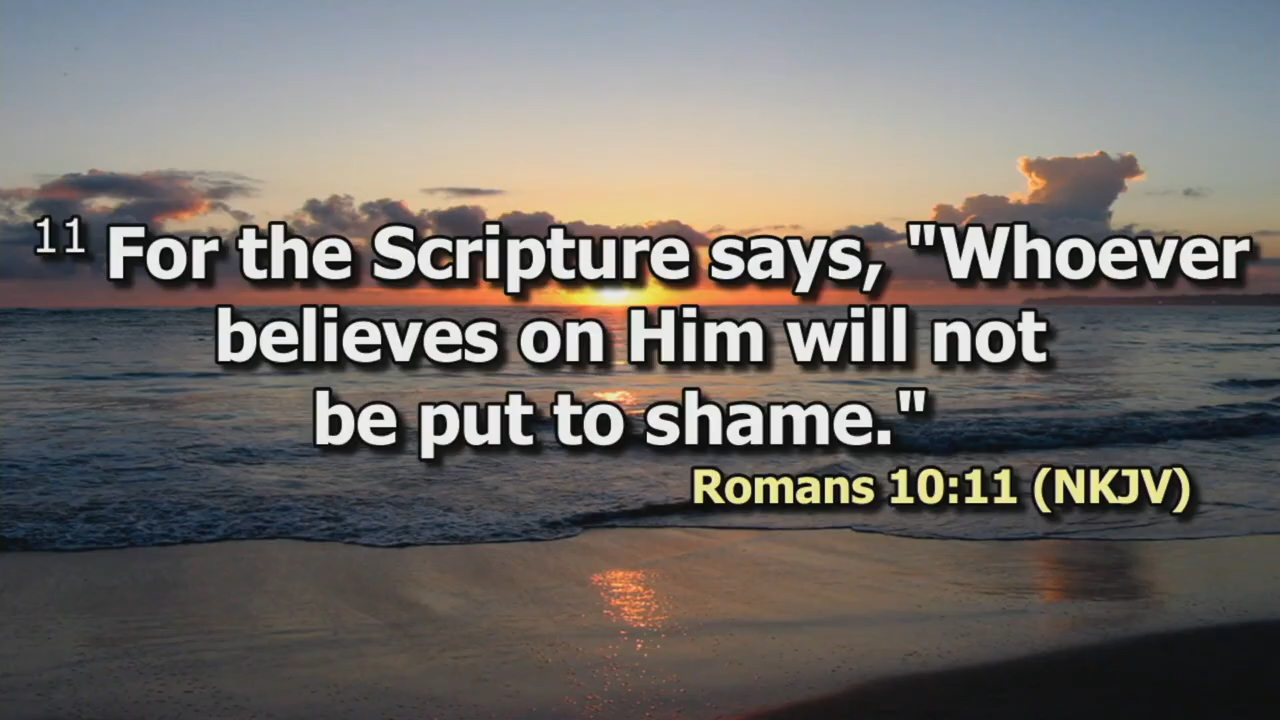 11 For the Scripture says, "Whoever
believes on Him will not
be put to shame."
Romans 10:11 (NKJV)